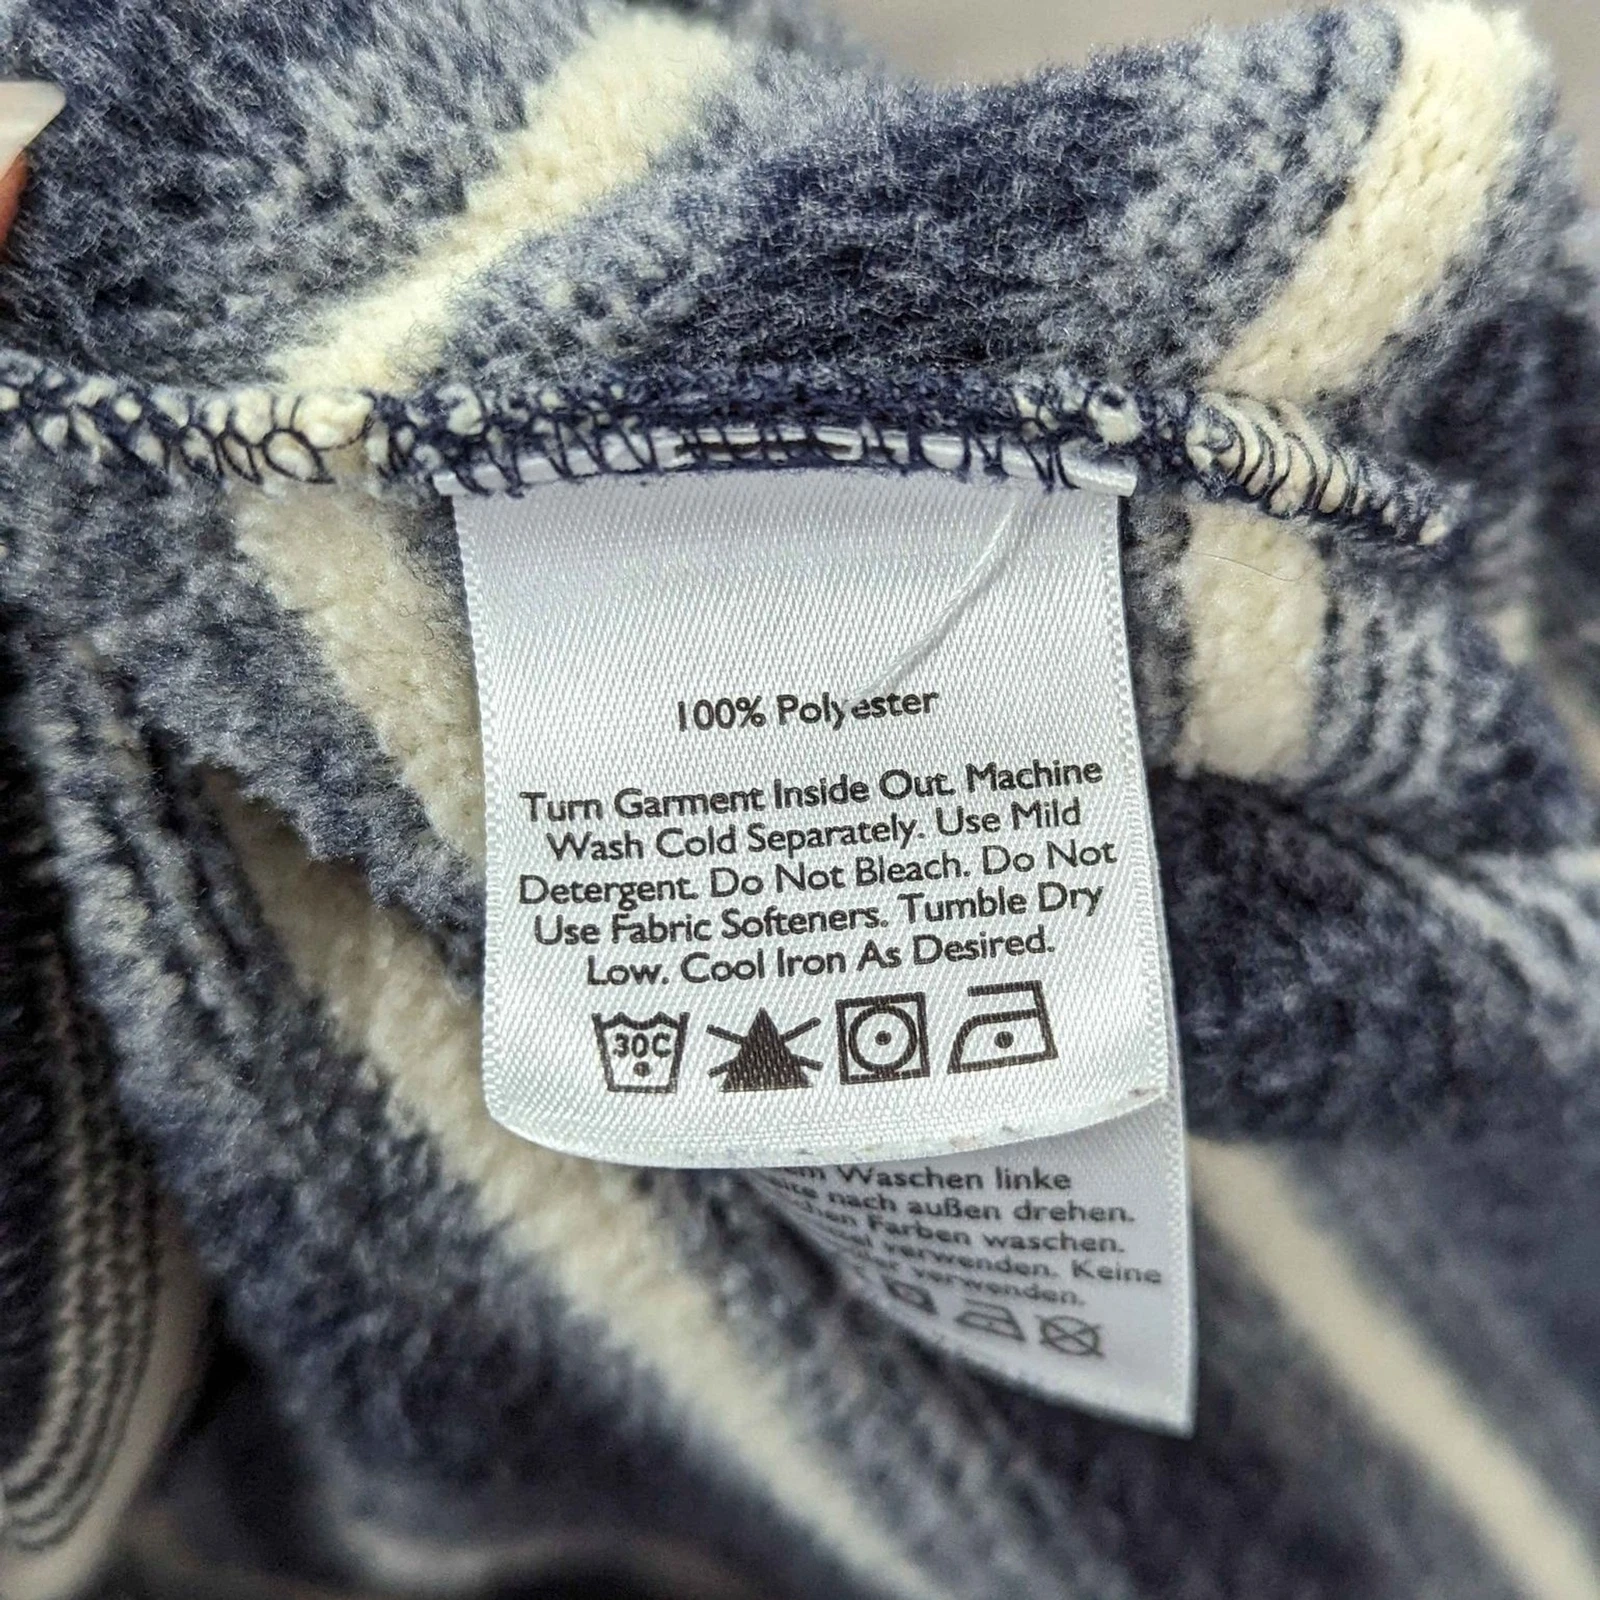 100% Polyester
Turn Garment Inside Out. Machine
Wash Cold Separately. Use Mild
Detergent. Do Not Bleach. Do Not
Use Fabric Softeners. Tumble Dry
Low. Cool Iron As Desired.
30C
Waschen linke
nach außen drehen.
Farben waschen.
verwenden. Keine
verwenden.